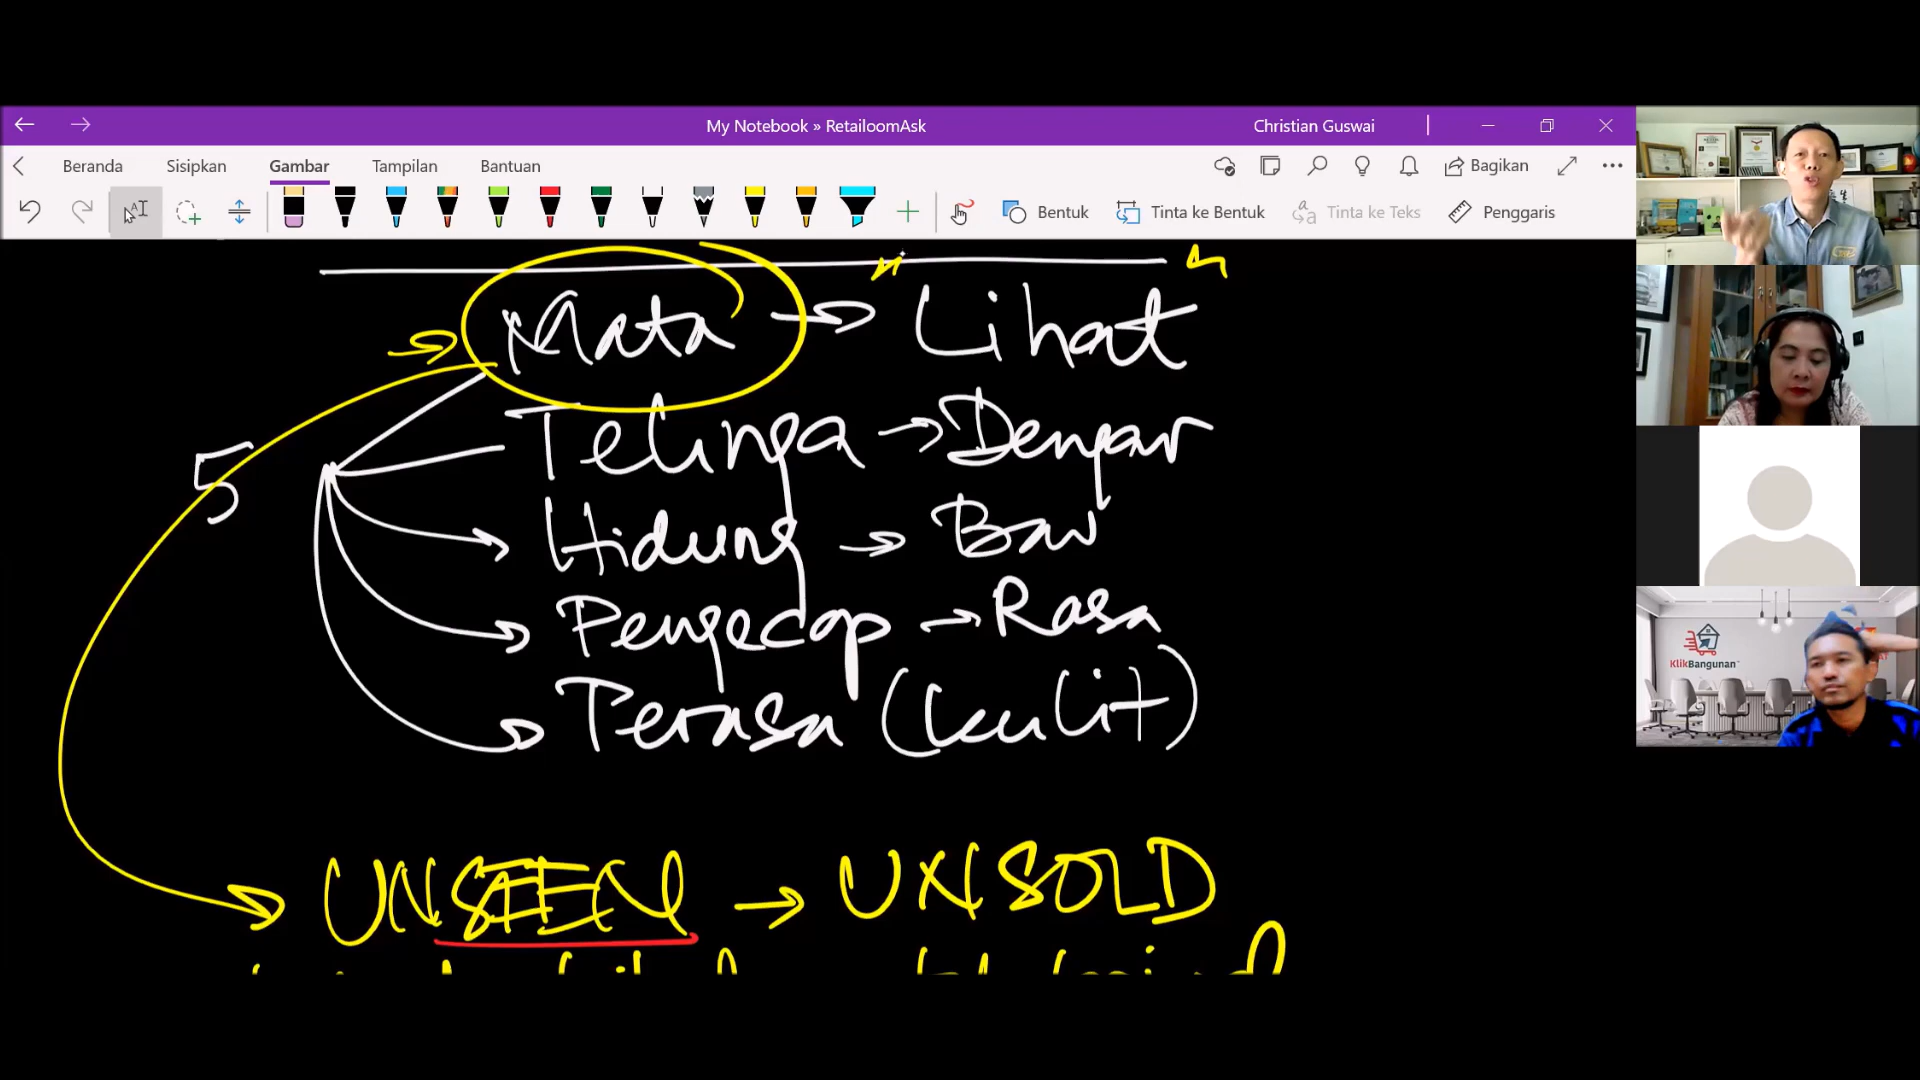 My Notebook » RetailoomAsk
Christian Guswai
Beranda Sisipkan Gambar Tampilan Bantuan
Bagikan
Bentuk Tinta ke Bentuk Tinta ke Teks Penggaris
Mata → Lihat
5
Telinga → Dengar
Hidung → Bau
Pengecap → Rasa
Terasa (kulit)
→ UNSEEN → UNSOLD
KlikBangunan